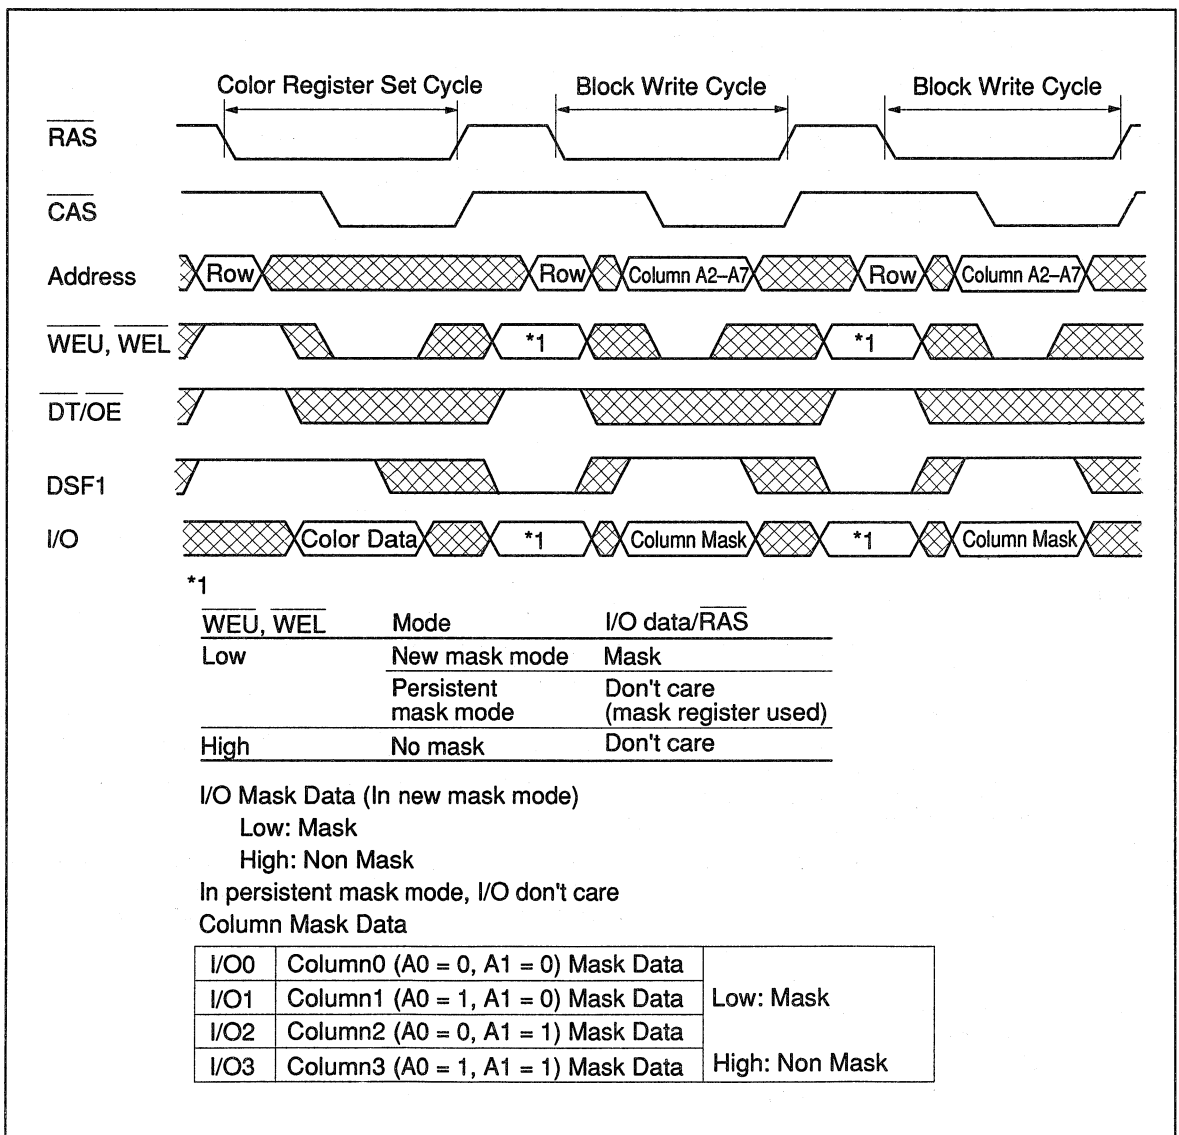 Color Register Set Cycle Block Write Cycle Block Write Cycle
RAS
CAS
Address Row Row Column A2–A7 Row Column A2–A7
WEU, WEL *1 *1
DT/OE
DSF1
I/O Color Data *1 Column Mask *1 Column Mask
*1
WEU, WEL Mode I/O data/RAS
Low New mask mode Mask
Persistent Don't care
mask mode (mask register used)
High No mask Don't care
I/O Mask Data (In new mask mode)
Low: Mask
High: Non Mask
In persistent mask mode, I/O don't care
Column Mask Data
I/O0 Column0 (A0 = 0, A1 = 0) Mask Data
I/O1 Column1 (A0 = 1, A1 = 0) Mask Data Low: Mask
I/O2 Column2 (A0 = 0, A1 = 1) Mask Data
I/O3 Column3 (A0 = 1, A1 = 1) Mask Data High: Non Mask